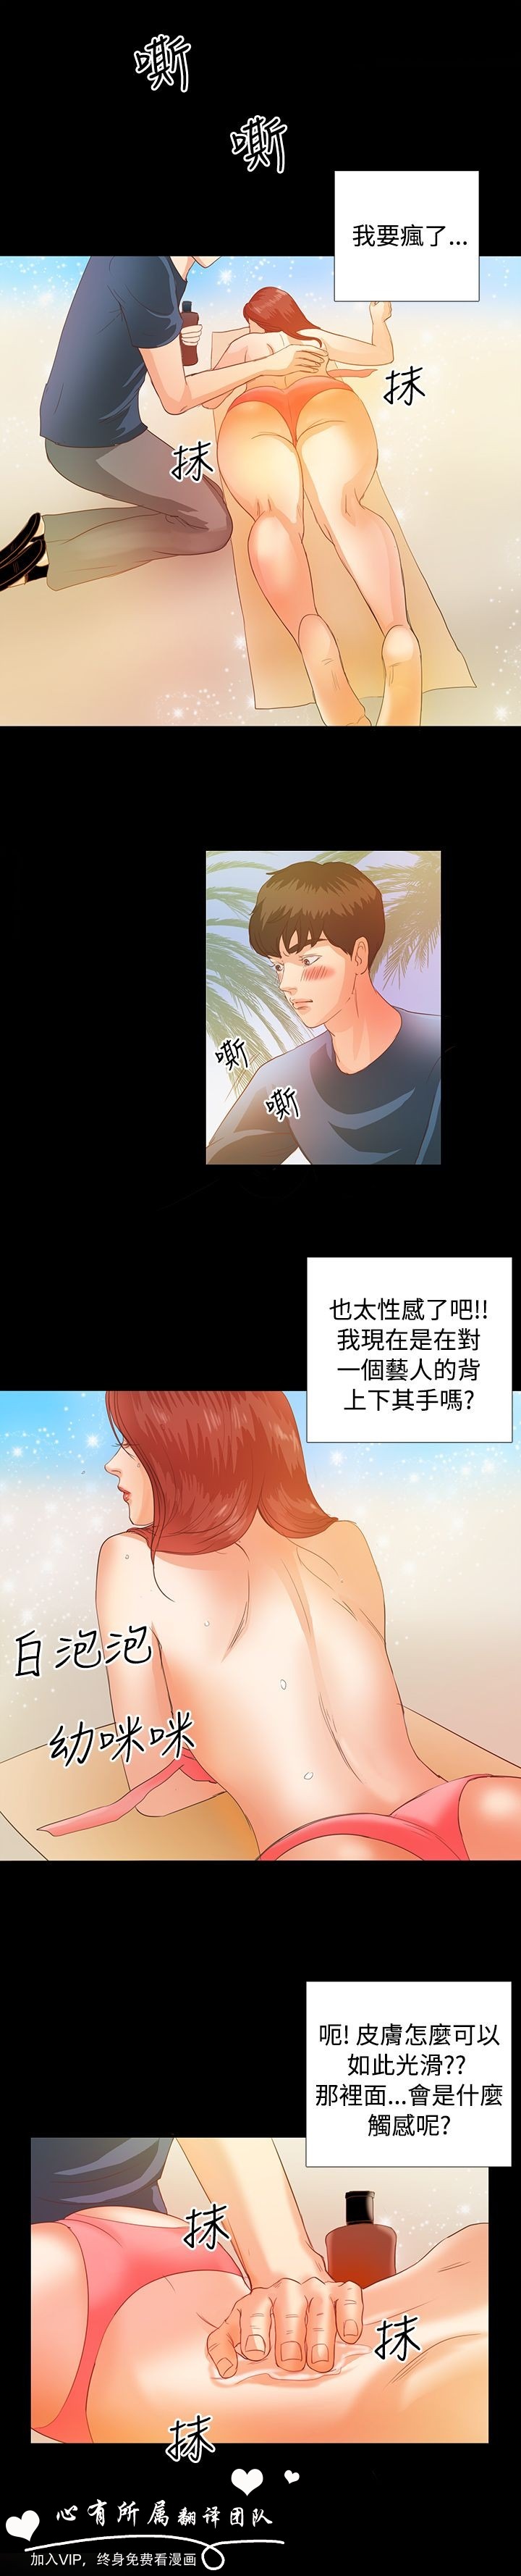 嘶
嘶
我要瘋了...
抹
抹
嘶
嘶
也太性感了吧!!
我現在是在對
一個藝人的背
上下其手嗎?
白泡泡
幼咪咪
呃! 皮膚怎麼可以
如此光滑??
那裡面...會是什麼
觸感呢?
抹
抹
抹
心有所属翻译团队
加入VIP，终身免费看漫画